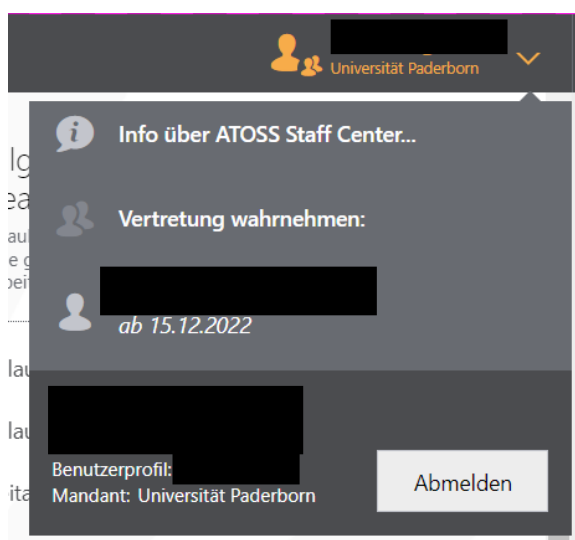 Universität Paderborn
Info über ATOSS Staff Center...
Vertretung wahrnehmen:
ab 15.12.2022
Benutzerprofil:
Mandant: Universität Paderborn
Abmelden